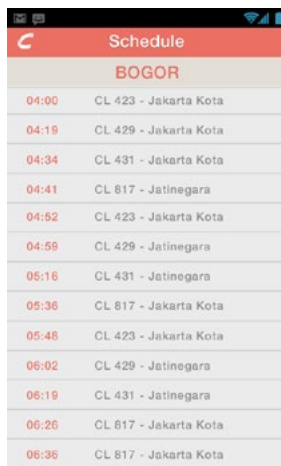 Schedule
BOGOR
04:00 CL 423 - Jakarta Kota
04:19 CL 429 - Jakarta Kota
04:34 CL 431 - Jakarta Kota
04:41 CL 817 - Jatinegara
04:52 CL 423 - Jakarta Kota
04:59 CL 429 - Jatinegara
05:16 CL 431 - Jatinegara
05:36 CL 817 - Jakarta Kota
05:48 CL 423 - Jakarta Kota
06:02 CL 429 - Jatinegara
06:19 CL 431 - Jatinegara
06:26 CL 817 - Jakarta Kota
06:36 CL 817 - Jakarta Kota